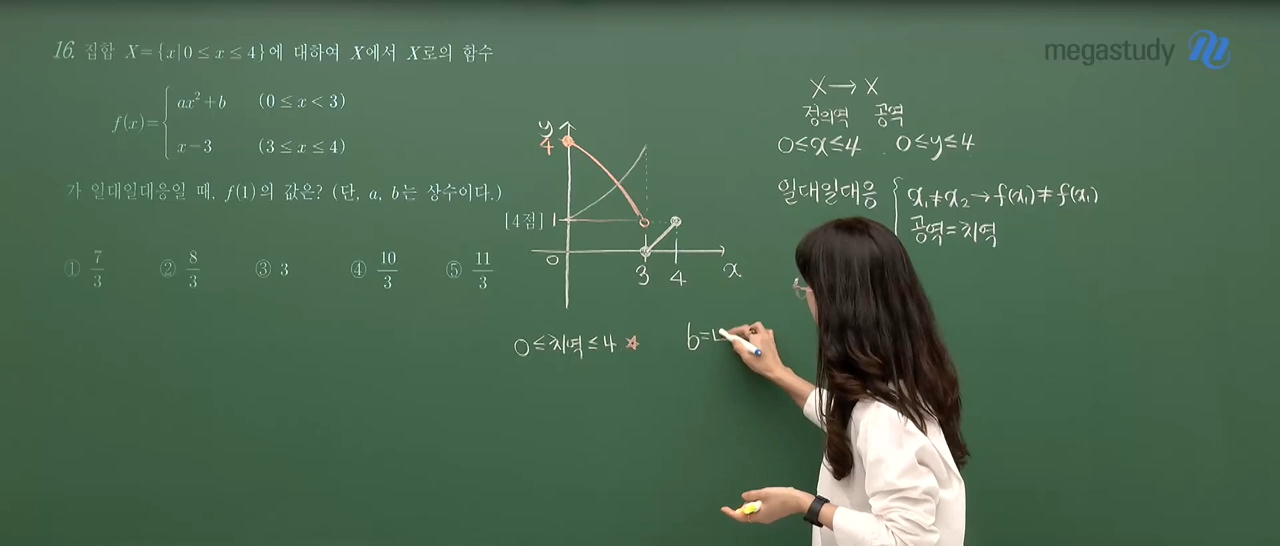 16. 집합 X={x|0≤x≤4}에 대하여 X에서 X로의 함수
f(x)={
ax²+b (0≤x<3)
x-3 (3≤x≤4)
가 일대일대응일 때, f(1)의 값은? (단, a, b는 상수이다.)
[4점]
① 7/3 ② 8/3 ③ 3 ④ 10/3 ⑤ 11/3
megastudy
y
4
1
0
3
4
x
0≤치역≤4 ☆
b=
X→X
정의역 공역
0≤x≤4 . 0≤y≤4
일대일대응 { x₁≠x₂→f(x₁)≠f(x₁)
공역=치역